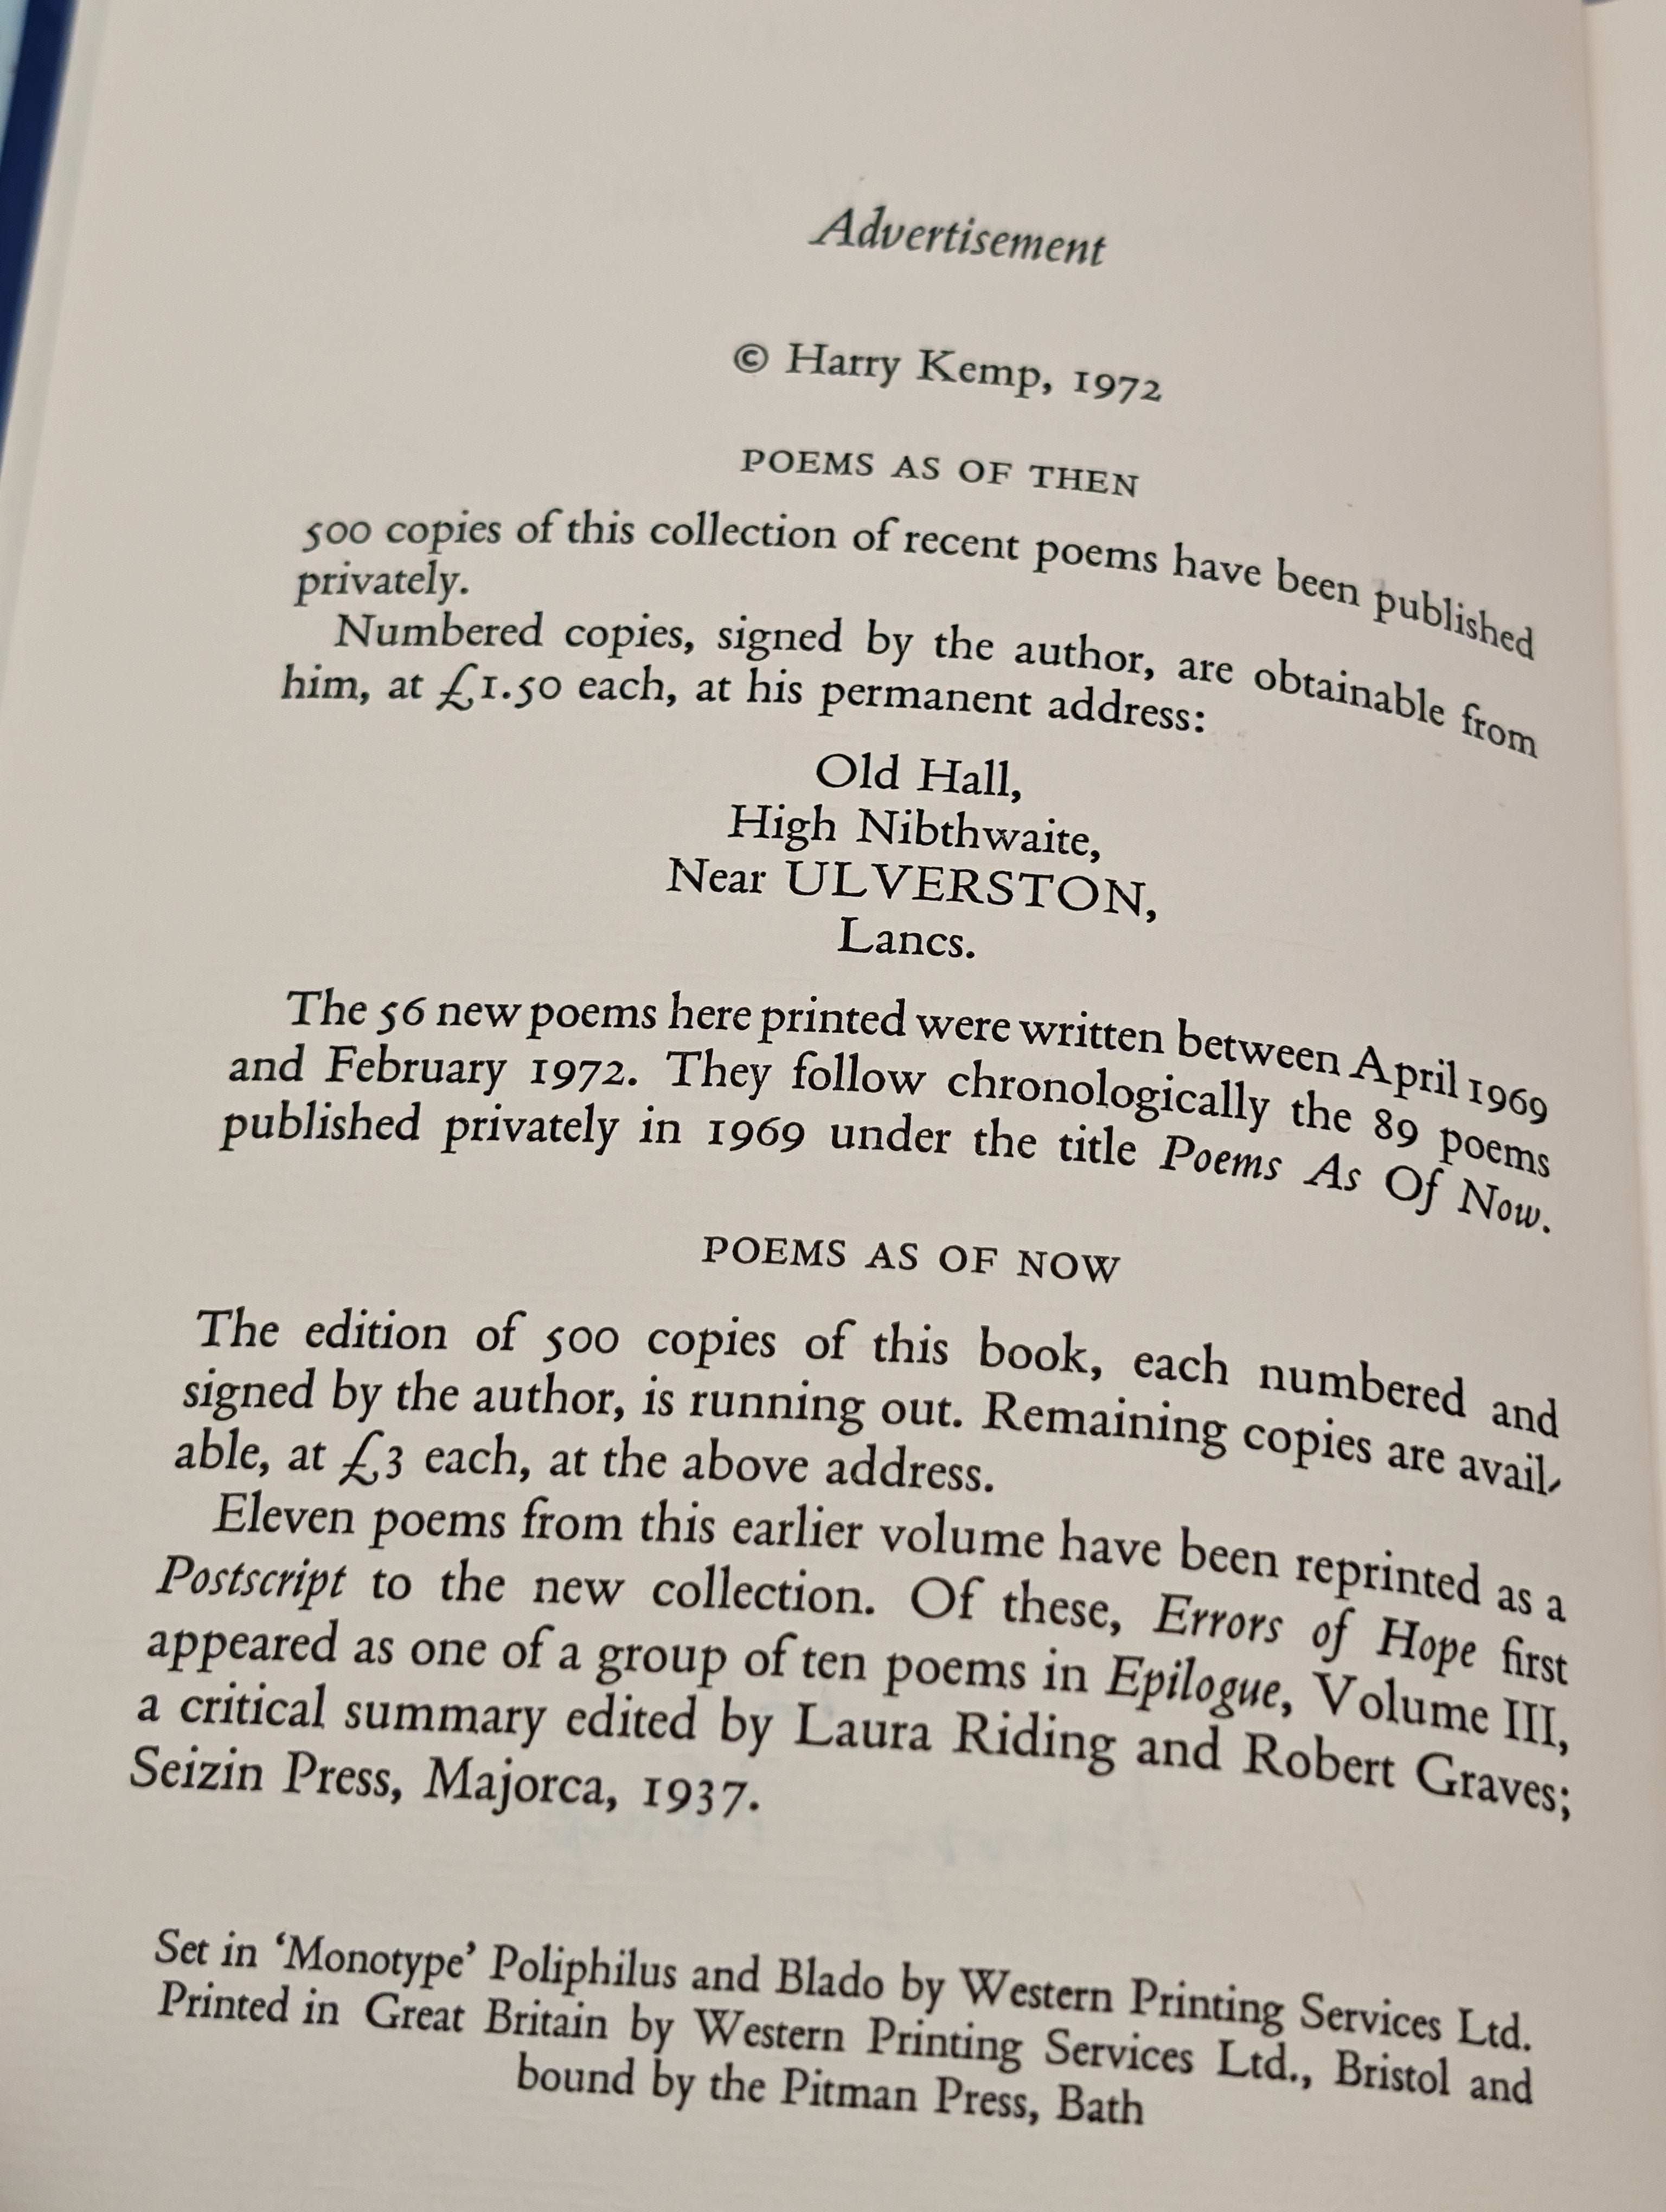 Advertisement
© Harry Kemp, 1972
POEMS AS OF THEN
500 copies of this collection of recent poems have been published
privately.
Numbered copies, signed by the author, are obtainable from
him, at £1.50 each, at his permanent address:
Old Hall,
High Nibthwaite,
Near ULVERSTON,
Lancs.
The 56 new poems here printed were written between April 1969
and February 1972. They follow chronologically the 89 poems
published privately in 1969 under the title Poems As Of Now.
POEMS AS OF NOW
The edition of 500 copies of this book, each numbered and
signed by the author, is running out. Remaining copies are avail-
able, at £3 each, at the above address.
Eleven poems from this earlier volume have been reprinted as a
Postscript to the new collection. Of these, Errors of Hope first
appeared as one of a group of ten poems in Epilogue, Volume III,
a critical summary edited by Laura Riding and Robert Graves;
Seizin Press, Majorca, 1937.
Set in ‘Monotype’ Poliphilus and Blado by Western Printing Services Ltd.
Printed in Great Britain by Western Printing Services Ltd., Bristol and
bound by the Pitman Press, Bath